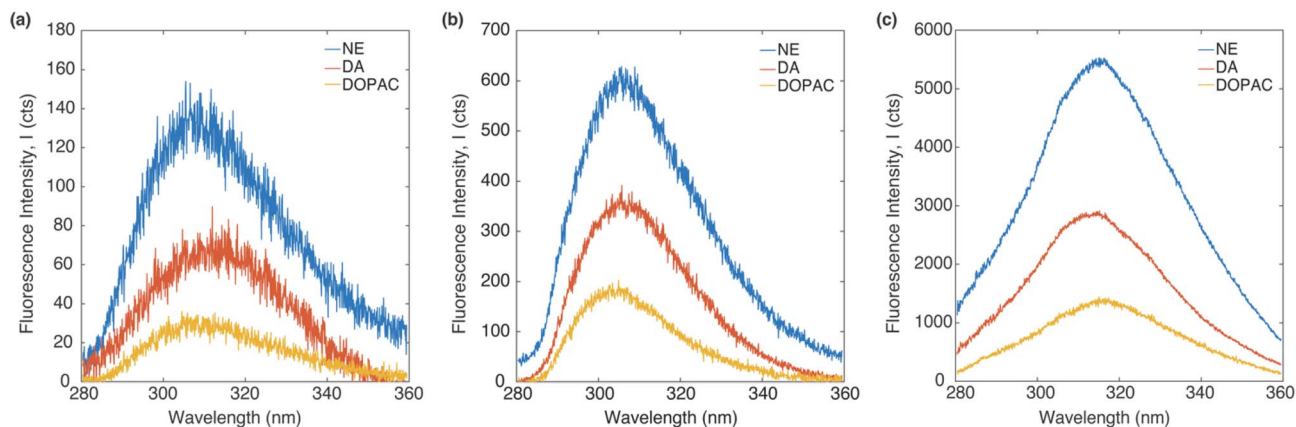 (a)
180
160
140
120
100
80
60
40
20
0
280
300
320
340
360
Fluorescence Intensity, I (cts)
Wavelength (nm)
NE
DA
DOPAC
(b)
700
600
500
400
300
200
100
0
280
300
320
340
360
Fluorescence Intensity, I (cts)
Wavelength (nm)
NE
DA
DOPAC
(c)
6000
5000
4000
3000
2000
1000
0
280
300
320
340
360
Fluorescence Intensity, I (cts)
Wavelength (nm)
NE
DA
DOPAC